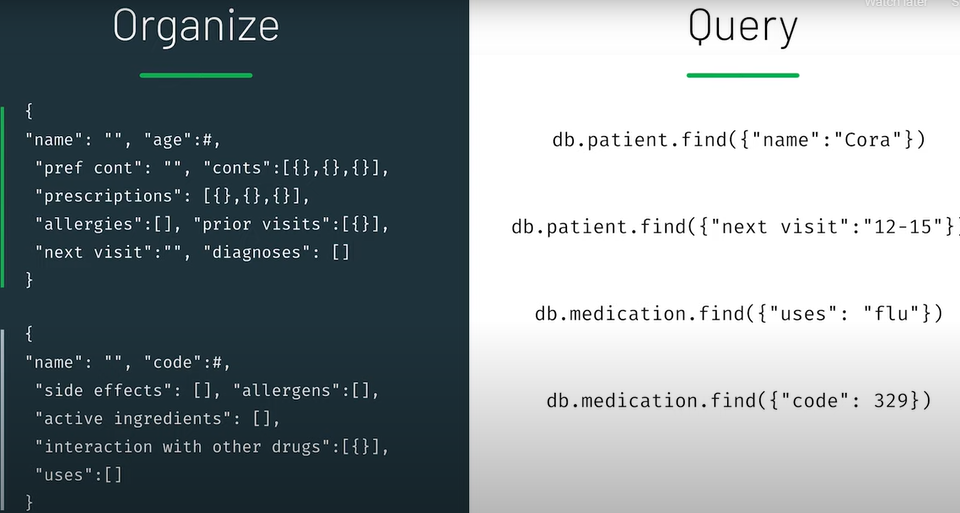 Watch later
Organize
{
"name": "", "age":#,
"pref cont": "", "conts":[{},{},{}],
"prescriptions": [{},{},{}],
"allergies":[], "prior visits":[{}],
"next visit":"", "diagnoses": []
}
{
"name": "", "code":#,
"side effects": [], "allergens":[],
"active ingredients": [],
"interaction with other drugs":[{}],
"uses":[]
}
Query
db.patient.find({"name":"Cora"})
db.patient.find({"next visit":"12-15"}
db.medication.find({"uses": "flu"})
db.medication.find({"code": 329})